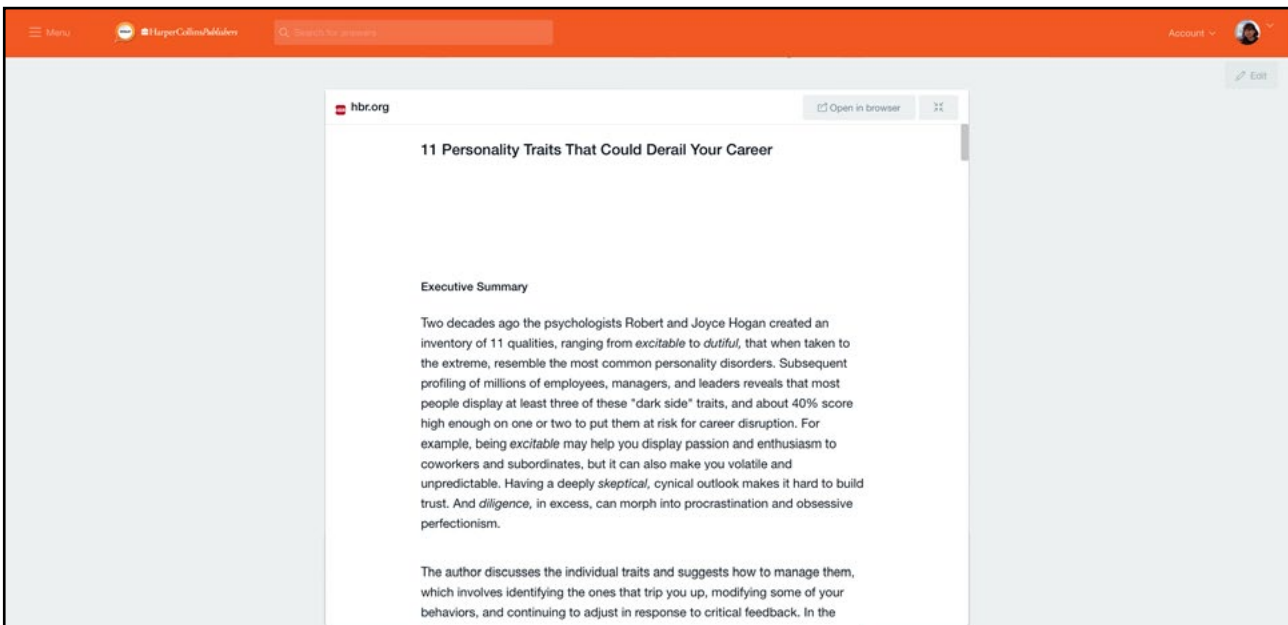 Menu
HarperCollinsPublishers
Search for answers
Account
Edit
hbr.org
Open in browser
11 Personality Traits That Could Derail Your Career
Executive Summary
Two decades ago the psychologists Robert and Joyce Hogan created an
inventory of 11 qualities, ranging from excitable to dutiful, that when taken to
the extreme, resemble the most common personality disorders. Subsequent
profiling of millions of employees, managers, and leaders reveals that most
people display at least three of these "dark side" traits, and about 40% score
high enough on one or two to put them at risk for career disruption. For
example, being excitable may help you display passion and enthusiasm to
coworkers and subordinates, but it can also make you volatile and
unpredictable. Having a deeply skeptical, cynical outlook makes it hard to build
trust. And diligence, in excess, can morph into procrastination and obsessive
perfectionism.
The author discusses the individual traits and suggests how to manage them,
which involves identifying the ones that trip you up, modifying some of your
behaviors, and continuing to adjust in response to critical feedback. In the